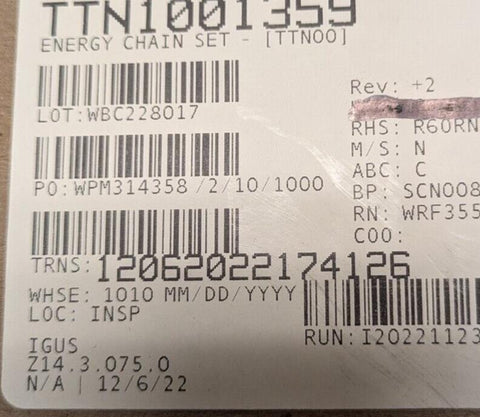 TTN1001359
ENERGY CHAIN SET - [TTN00]
LOT:WBC228017
PO:WPM314358/2/10/1000
TRNS:12062022174126
WHSE: 1010 MM/DD/YYYY
LOC: INSP
IGUS
Z14.3.075.0
N/A | 12/6/22
Rev: +2
RHS: R60RN
M/S: N
ABC: C
BP: SCN008
RN: WRF355
COO:
RUN:I20221123